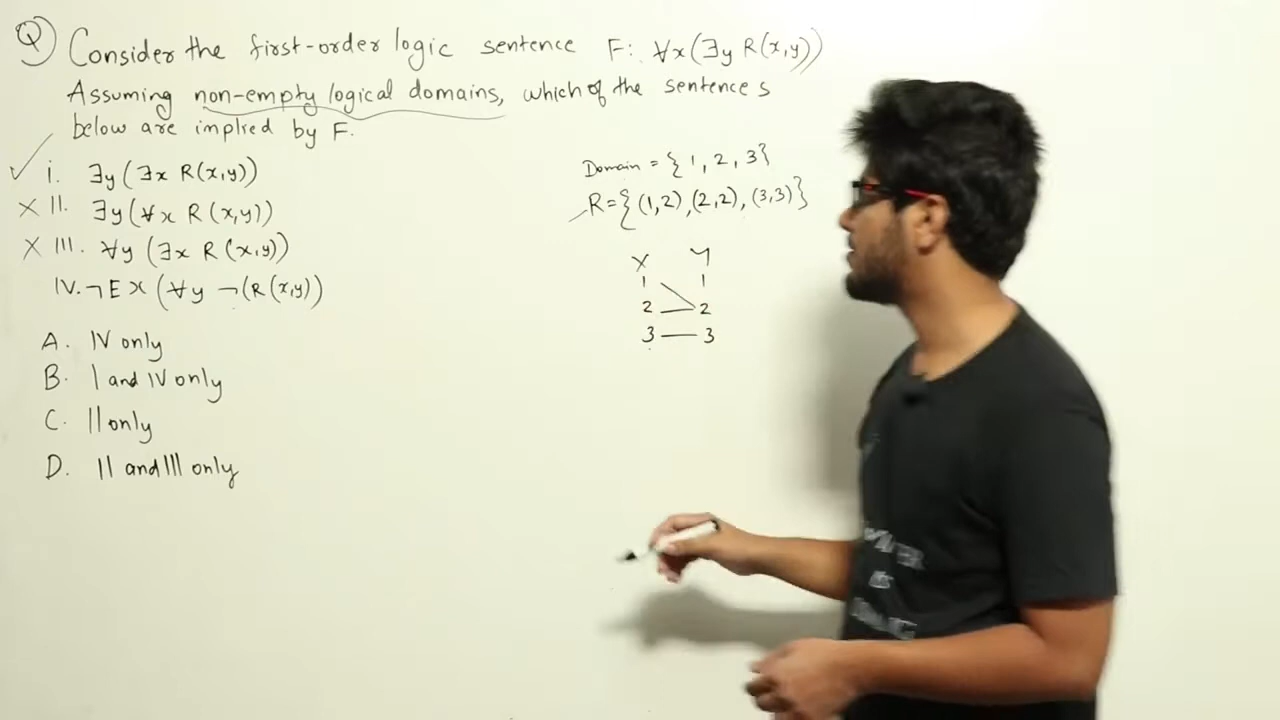 Q) Consider the first-order logic sentence F: ∀x(∃y R(x,y))
Assuming non-empty logical domains, which of the sentences
below are implied by F.
✓ i. ∃y(∃x R(x,y))
X II. ∃y(∀x R(x,y))
X III. ∀y (∃x R(x,y))
IV. ¬Ex(∀y ¬(R(x,y))
A. IV only
B. I and IV only
C. II only
D. II and III only
Domain = {1, 2, 3}
R={(1,2),(2,2),(3,3)}
X Y
1 1
2 2
3 3